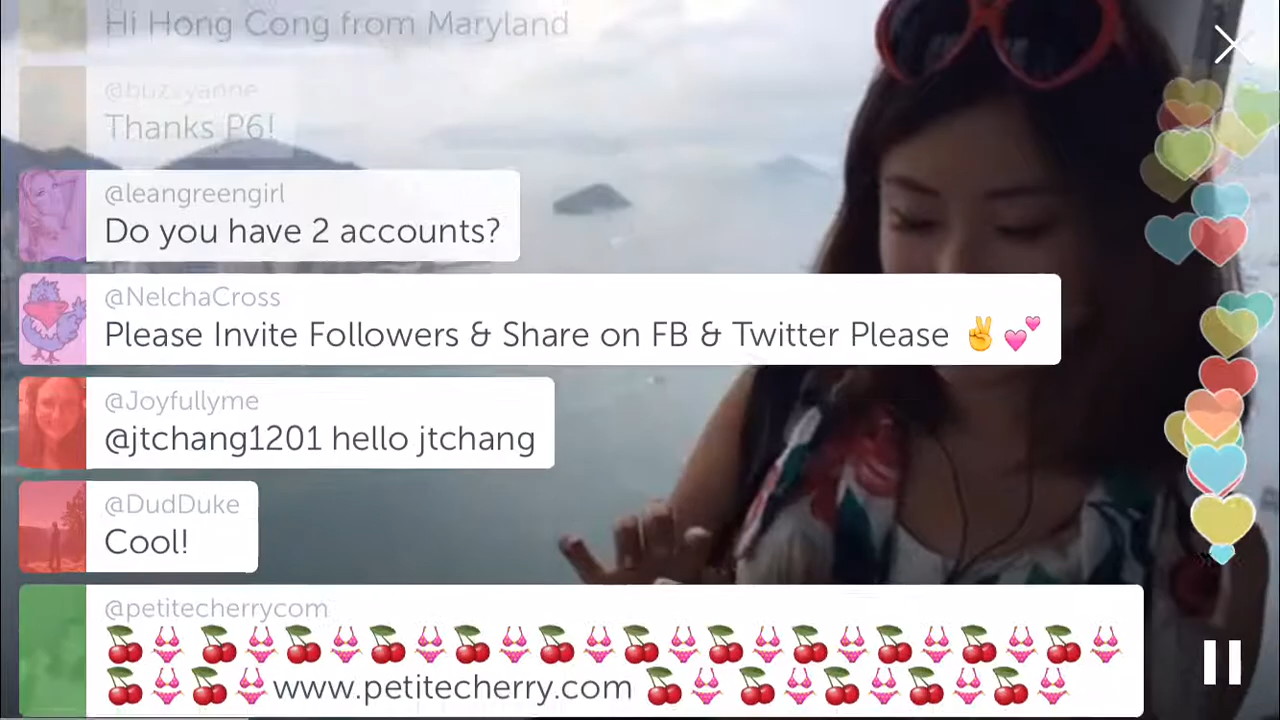 Hi Hong Cong from Maryland
@buzzyanne
Thanks P6!
@leangreengirl
Do you have 2 accounts?
@NelchaCross
Please Invite Followers & Share on FB & Twitter Please ✌️💕
@Joyfullyme
@jtchang1201 hello jtchang
@DudDuke
Cool!
@petitecherrycom
🍒👙🍒👙🍒👙🍒👙🍒👙🍒👙🍒👙🍒👙🍒👙🍒👙🍒👙🍒👙
🍒👙🍒👙www.petitecherry.com 🍒👙🍒👙🍒👙🍒👙🍒👙